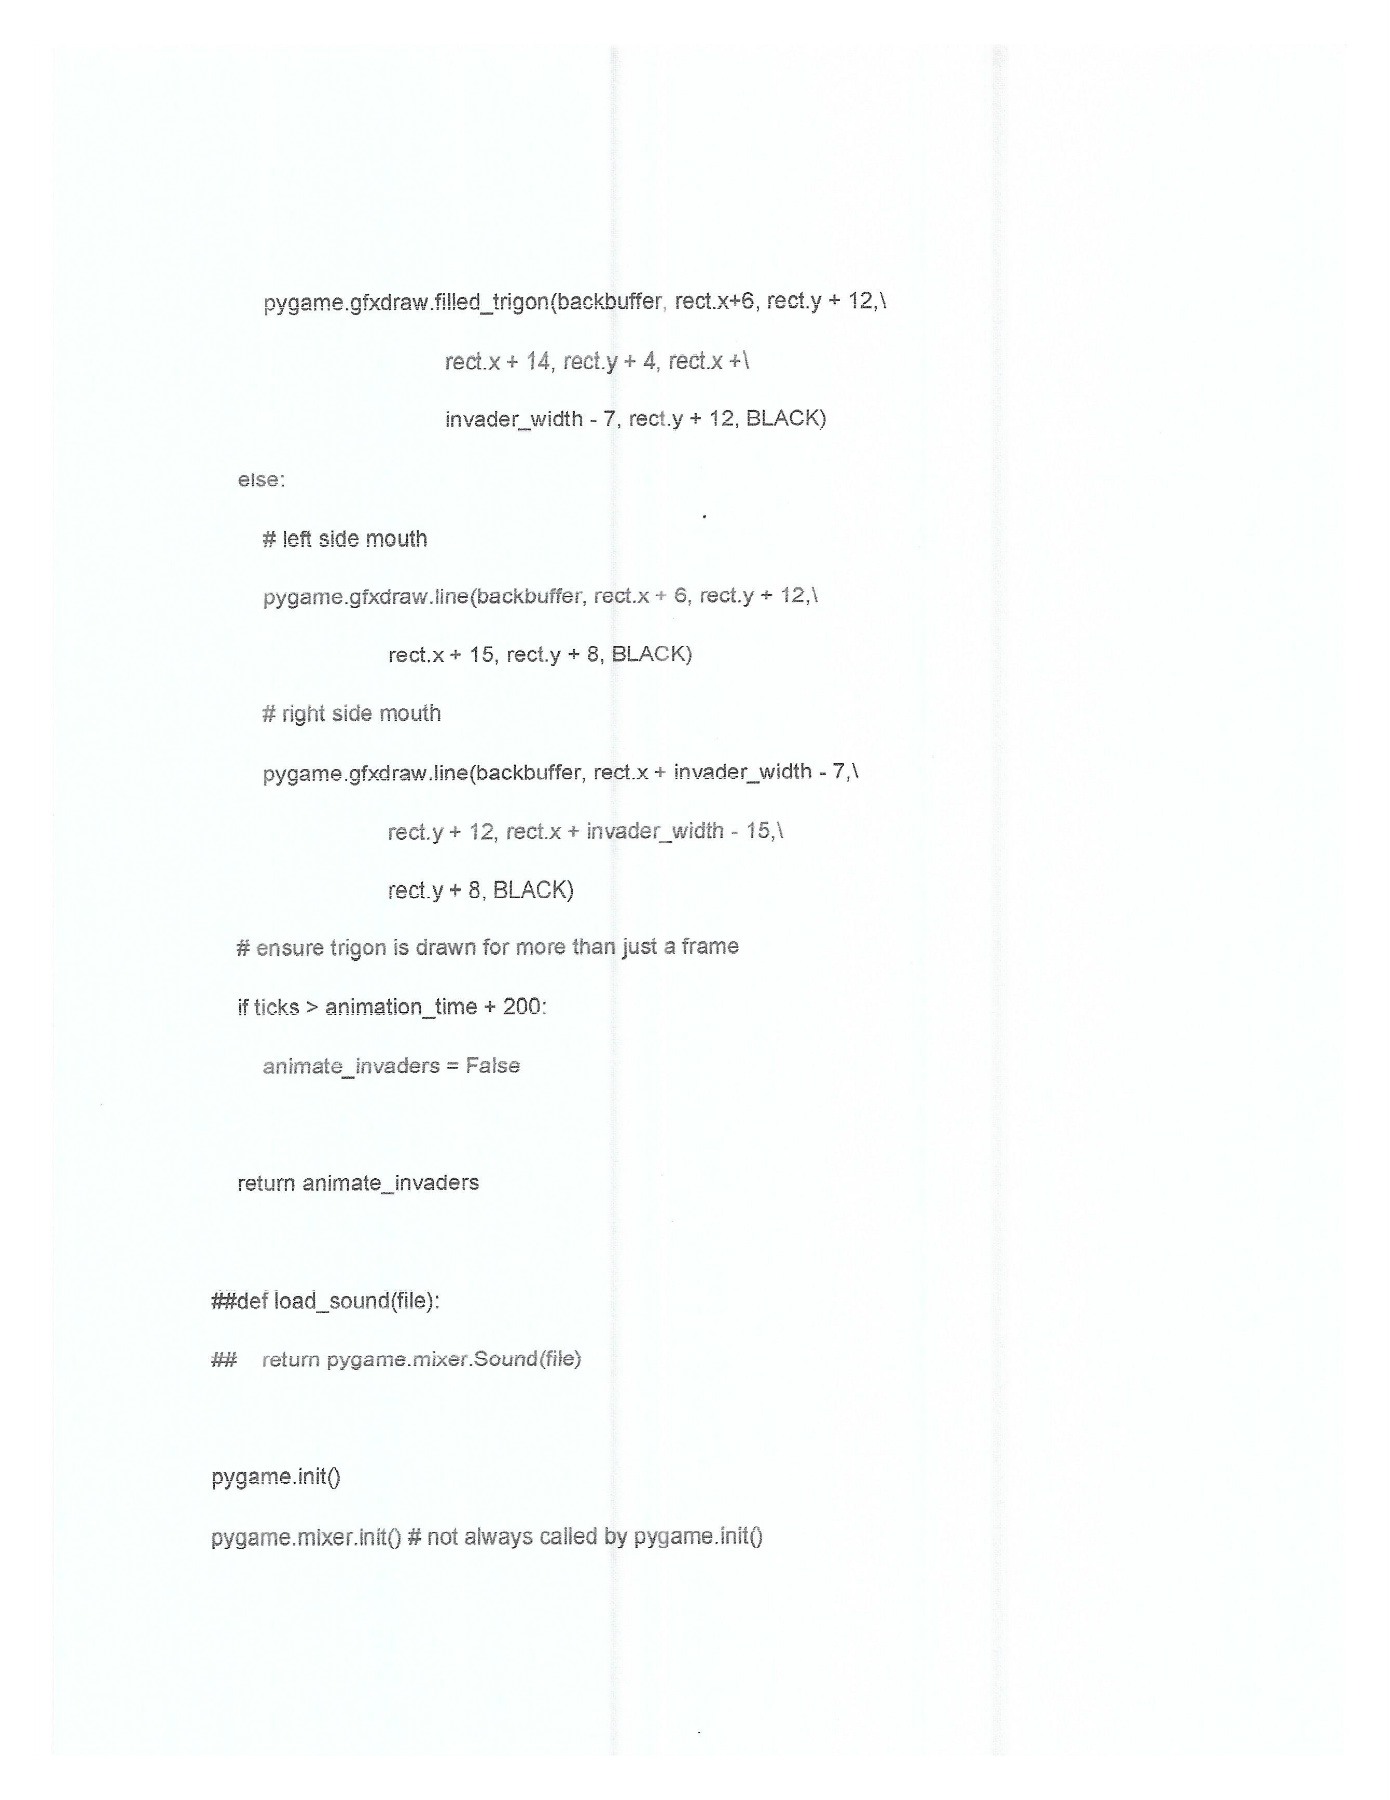 pygame.gfxdraw.filled_trigon(backbuffer, rect.x+6, rect.y + 12,\
rect.x + 14, rect.y + 4, rect.x +\
invader_width - 7, rect.y + 12, BLACK)
else:
# left side mouth
pygame.gfxdraw.line(backbuffer, rect.x + 6, rect.y + 12,\
rect.x + 15, rect.y + 8, BLACK)
# right side mouth
pygame.gfxdraw.line(backbuffer, rect.x + invader_width - 7,\
rect.y + 12, rect.x + invader_width - 15,\
rect.y + 8, BLACK)
# ensure trigon is drawn for more than just a frame
if ticks > animation_time + 200:
animate_invaders = False
return animate_invaders
##def load_sound(file):
##    return pygame.mixer.Sound(file)
pygame.init()
pygame.mixer.init() # not always called by pygame.init()